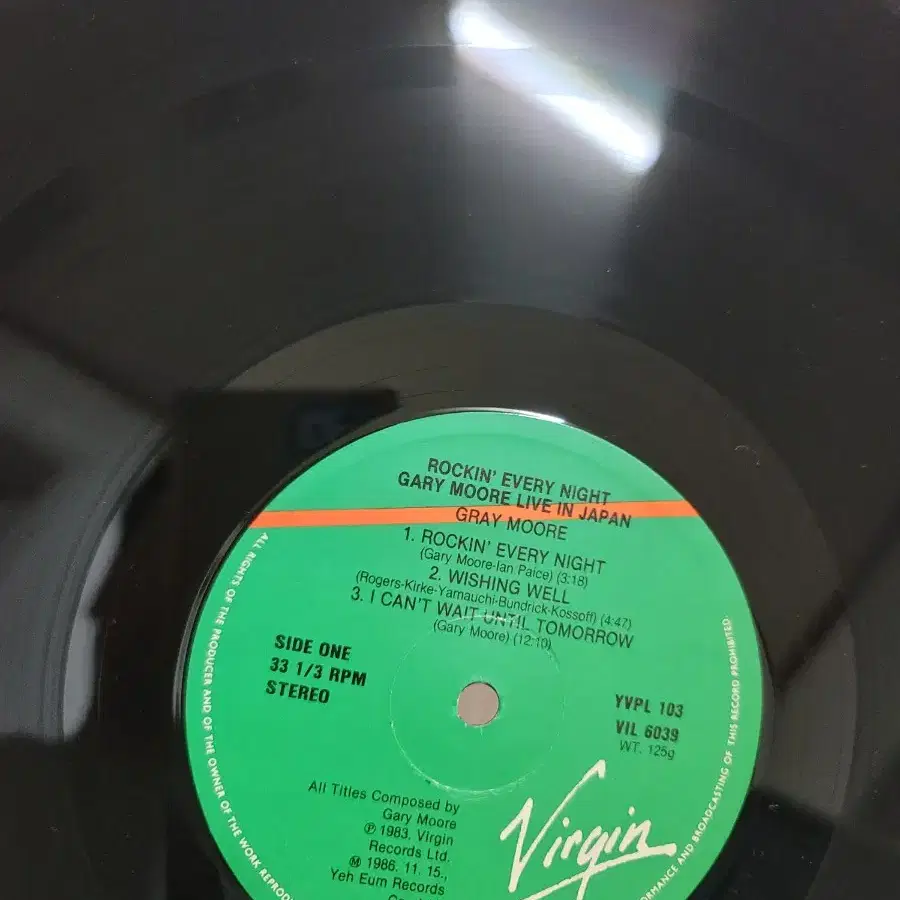 ROCKIN' EVERY NIGHT
GARY MOORE LIVE IN JAPAN
GRAY MOORE
1. ROCKIN' EVERY NIGHT
(Gary Moore-Ian Paice) (3:18)
2. WISHING WELL
(Rogers-Kirke-Yamauchi-Bundrick-Kossoff) (4:47)
3. I CAN'T WAIT UNTIL TOMORROW
(Gary Moore) (12:10)
SIDE ONE
33 1/3 RPM
STEREO
YVPL 103
VIL 6039
WT. 125g
All Titles Composed by
Gary Moore
Ⓟ 1983. Virgin
Records Ltd.
Ⓜ 1986. 11. 15.,
Yeh Eum Records
Virgin
ALL RIGHTS OF THE PRODUCER AND OF THE OWNER OF THE WORK
AND BROADCASTING OF THIS RECORD PROHIBITED.